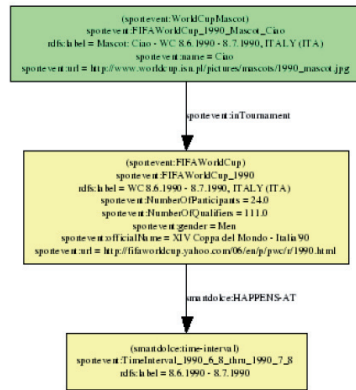 (sportevent:WorldCupMascot)
sportevent:FIFAWorldCup_1990_Mascot_Ciao
rdfs:label = Mascot: Ciao - WC 8.6.1990 - 8.7.1990, ITALY (ITA)
sportevent:name = Ciao
sportevent:url = http://www.worldcup.isn.pl/pictures/mascots/1990_mascot.jpg
sportevent:inTournament
(sportevent:FIFAWorldCup)
sportevent:FIFAWorldCup_1990
rdfs:label = WC 8.6.1990 - 8.7.1990, ITALY (ITA)
sportevent:NumberOfParticipants = 24.0
sportevent:NumberOfQualifiers = 111.0
sportevent:gender = Men
sportevent:officialName = XIV Coppa del Mondo - Italia'90
sportevent:url = http://fifaworldcup.yahoo.com/06/en/p/pwc/r/1990.html
smartdolce:HAPPENS-AT
(smartdolce:time-interval)
sportevent:TimeInterval_1990_6_8_thru_1990_7_8
rdfs:label = 8.6.1990 - 8.7.1990